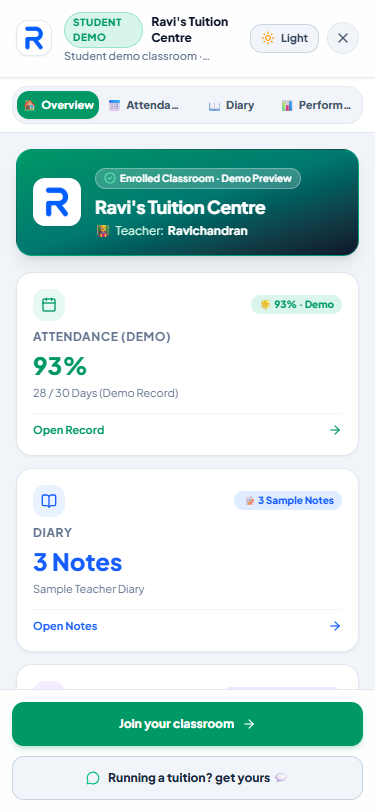 STUDENT
DEMO
Ravi's Tuition
Centre
Student demo classroom ·...
Light
Overview
Attenda...
Diary
Perform...
Enrolled Classroom · Demo Preview
Ravi's Tuition Centre
Teacher: Ravichandran
93% · Demo
ATTENDANCE (DEMO)
93%
28 / 30 Days (Demo Record)
Open Record
3 Sample Notes
DIARY
3 Notes
Sample Teacher Diary
Open Notes
Join your classroom
Running a tuition? get yours